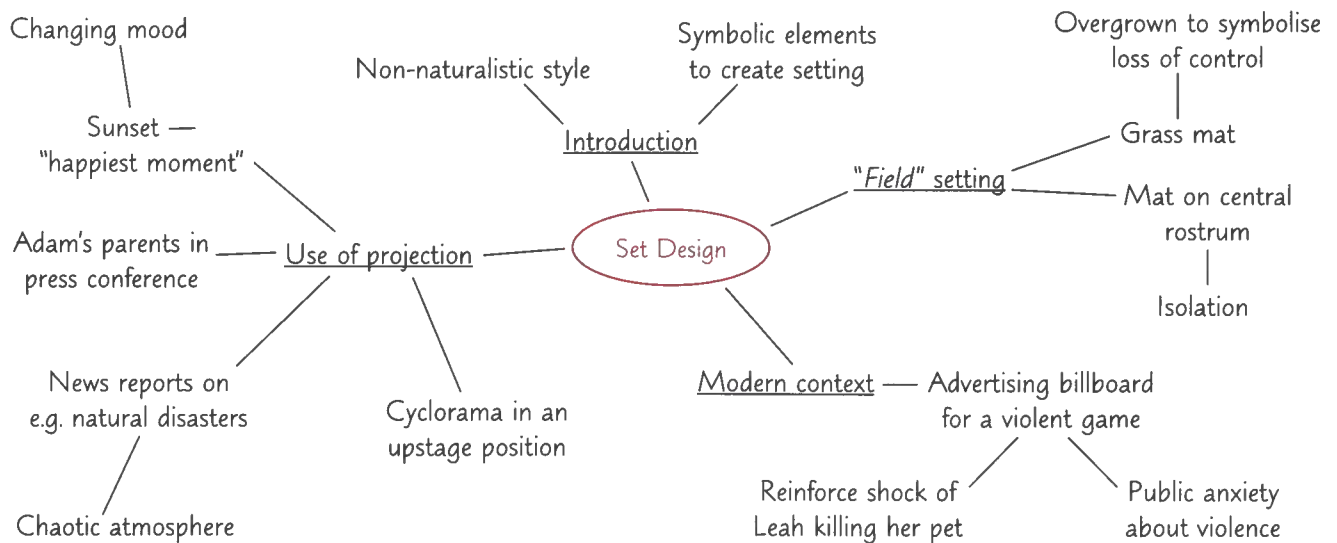 Changing mood
Sunset —
"happiest moment"
Adam's parents in
press conference
Use of projection
News reports on
e.g. natural disasters
Chaotic atmosphere
Cyclorama in an
upstage position
Non-naturalistic style
Symbolic elements
to create setting
Introduction
Set Design
"Field" setting
Overgrown to symbolise
loss of control
Grass mat
Mat on central
rostrum
Isolation
Modern context
Advertising billboard
for a violent game
Reinforce shock of
Leah killing her pet
Public anxiety
about violence